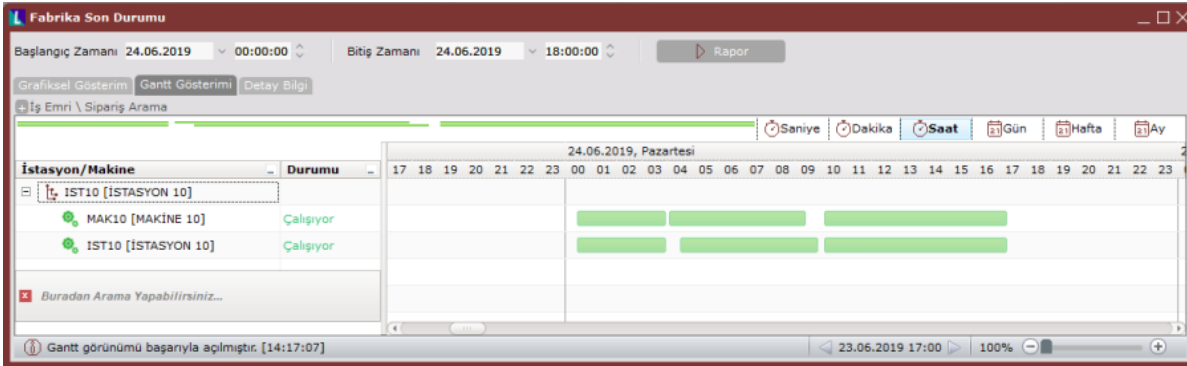 Fabrika Son Durumu
Başlangıç Zamanı 24.06.2019 00:00:00 Bitiş Zamanı 24.06.2019 18:00:00 Rapor
Grafiksel Gösterim Gantt Gösterimi Detay Bilgi
İş Emri \ Sipariş Arama
Saniye Dakika Saat Gün Hafta Ay
24.06.2019, Pazartesi
İstasyon/Makine Durumu 17 18 19 20 21 22 23 00 01 02 03 04 05 06 07 08 09 10 11 12 13 14 15 16 17 18 19 20 21 22 23
IST10 [İSTASYON 10]
MAK10 [MAKİNE 10] Çalışıyor
IST10 [İSTASYON 10] Çalışıyor
Buradan Arama Yapabilirsiniz...
Gantt görünümü başarıyla açılmıştır. [14:17:07] 23.06.2019 17:00 100%